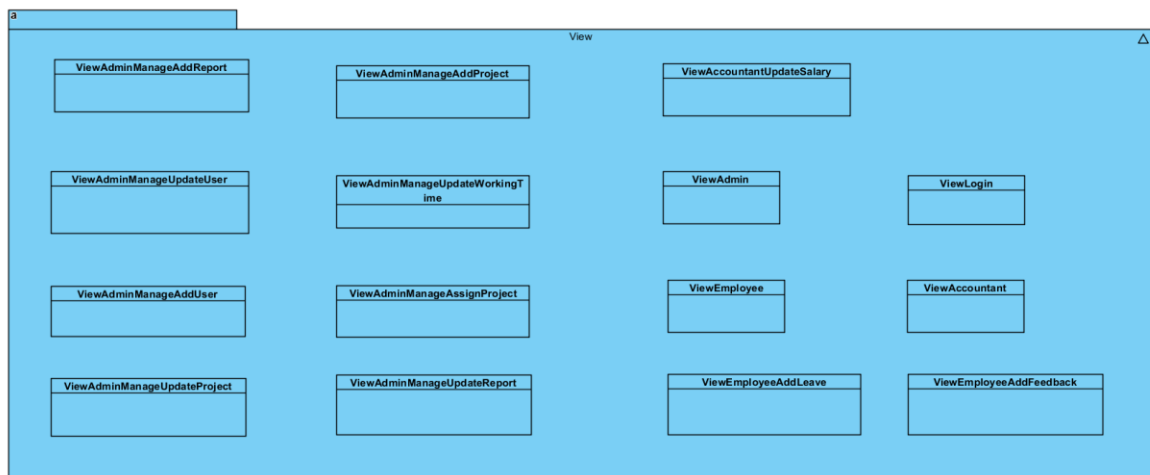 a
View
ViewAdminManageAddReport
ViewAdminManageAddProject
ViewAccountantUpdateSalary
ViewAdminManageUpdateUser
ViewAdminManageUpdateWorkingT
ime
ViewAdmin
ViewLogin
ViewAdminManageAddUser
ViewAdminManageAssignProject
ViewEmployee
ViewAccountant
ViewAdminManageUpdateProject
ViewAdminManageUpdateReport
ViewEmployeeAddLeave
ViewEmployeeAddFeedback